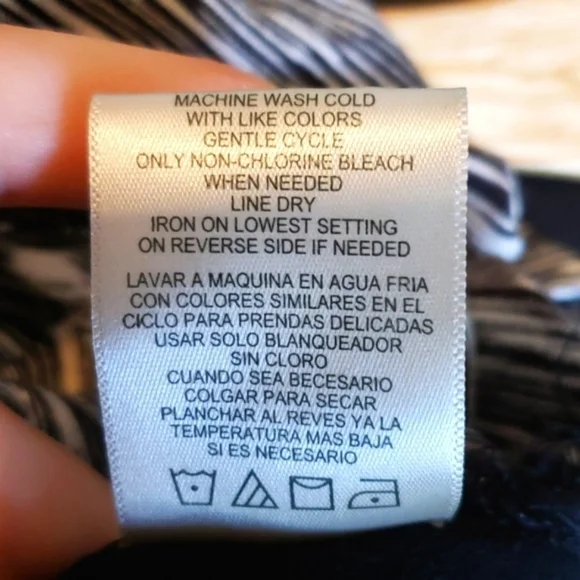 MACHINE WASH COLD
WITH LIKE COLORS
GENTLE CYCLE
ONLY NON-CHLORINE BLEACH
WHEN NEEDED
LINE DRY
IRON ON LOWEST SETTING
ON REVERSE SIDE IF NEEDED
LAVAR A MAQUINA EN AGUA FRIA
CON COLORES SIMILARES EN EL
CICLO PARA PRENDAS DELICADAS
USAR SOLO BLANQUEADOR
SIN CLORO
CUANDO SEA BECESARIO
COLGAR PARA SECAR
PLANCHAR AL REVES YA LA
TEMPERATURA MAS BAJA
SI ES NECESARIO